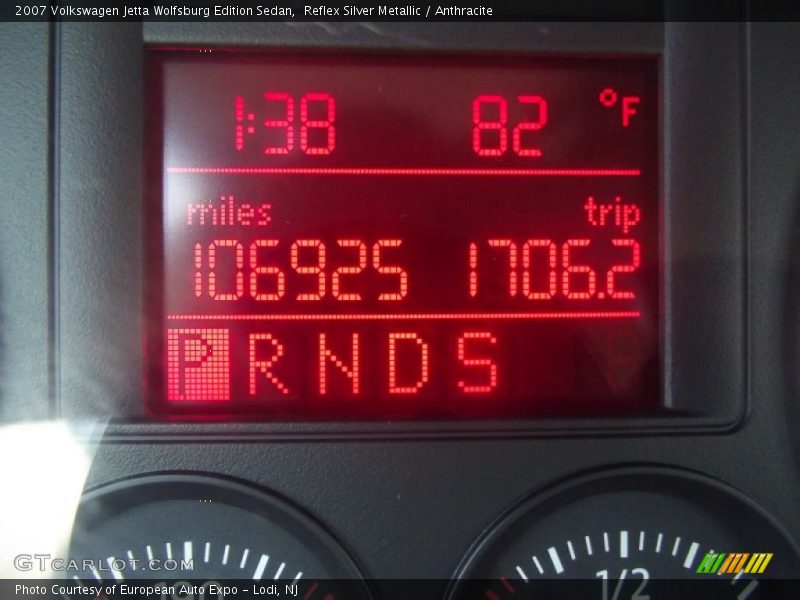 2007 Volkswagen Jetta Wolfsburg Edition Sedan,  Reflex Silver Metallic / Anthracite
1:38 82 °F
miles trip
106925 1706.2
P R N D S
1/2
GTCARLOT.COM
Photo Courtesy of European Auto Expo - Lodi, NJ